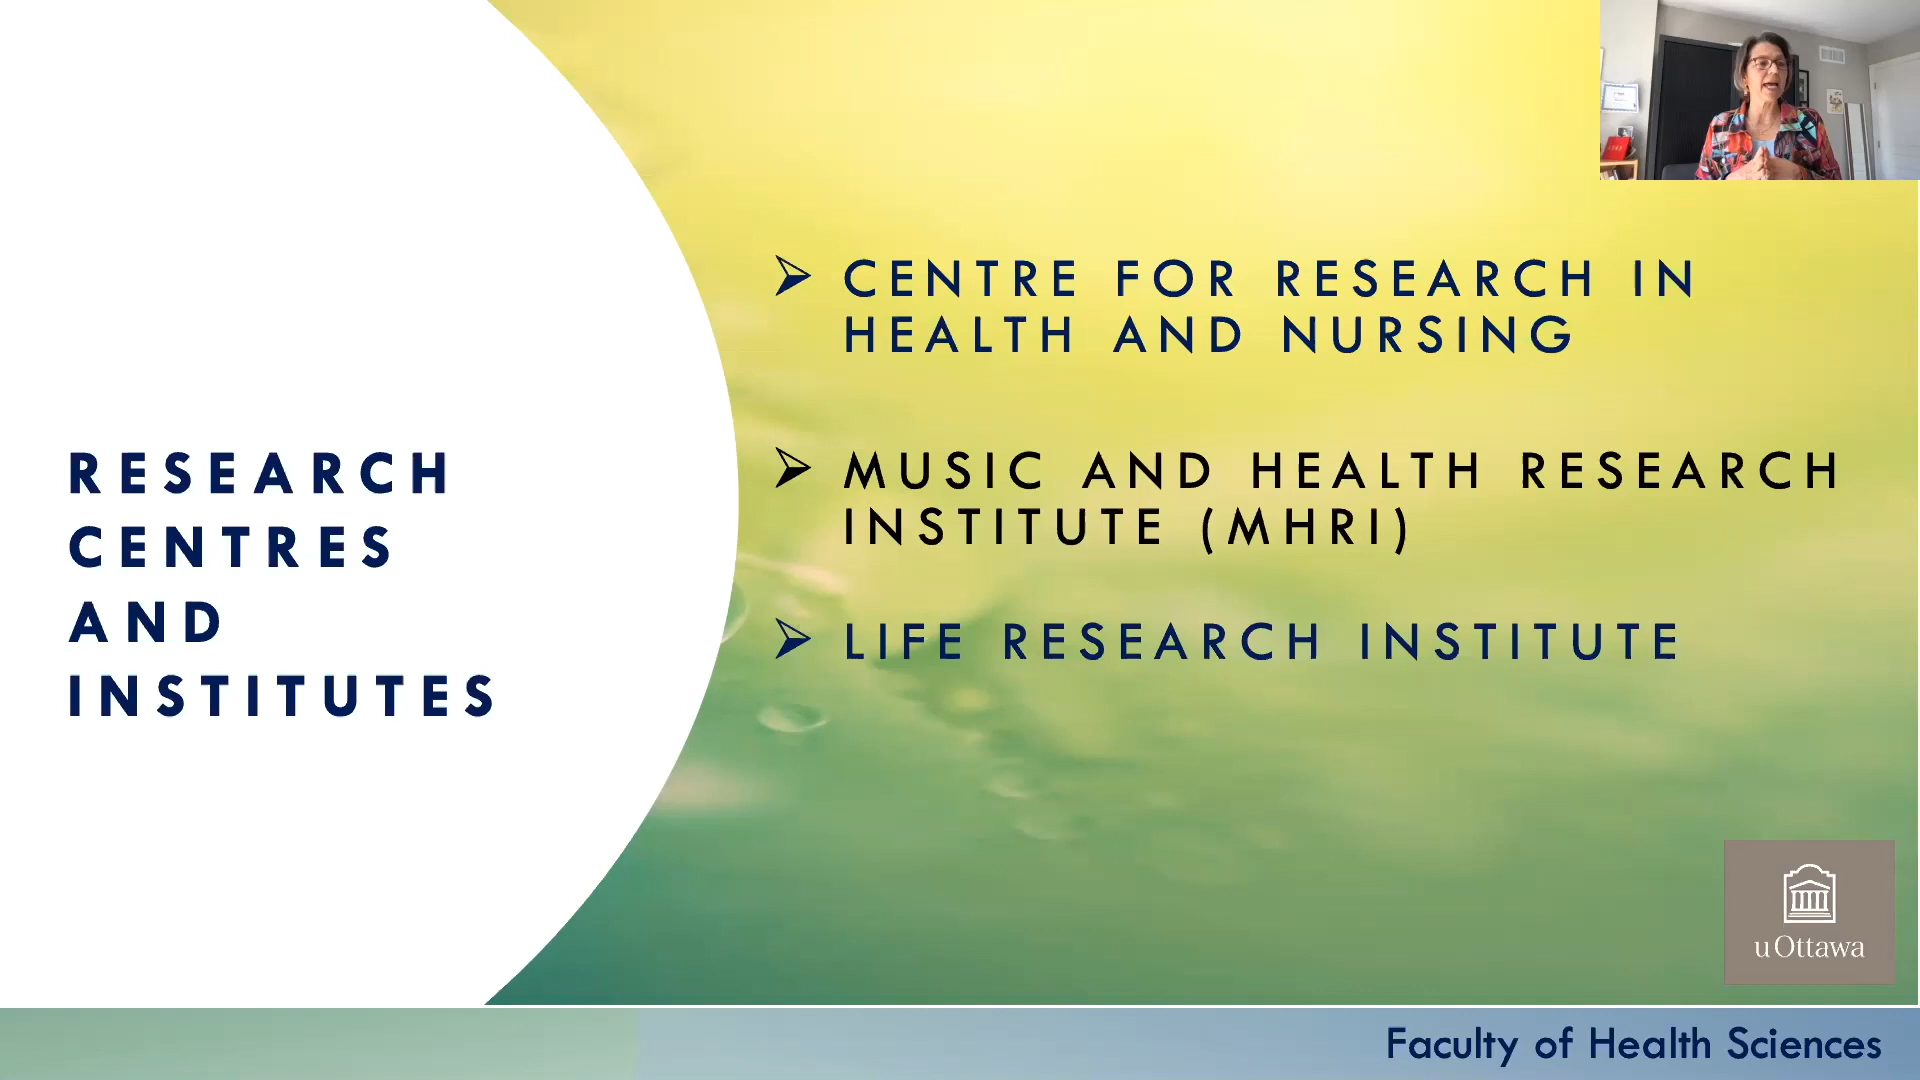 RESEARCH
CENTRES
AND
INSTITUTES
CENTRE FOR RESEARCH IN
HEALTH AND NURSING
MUSIC AND HEALTH RESEARCH
INSTITUTE (MHRI)
LIFE RESEARCH INSTITUTE
uOttawa
Faculty of Health Sciences